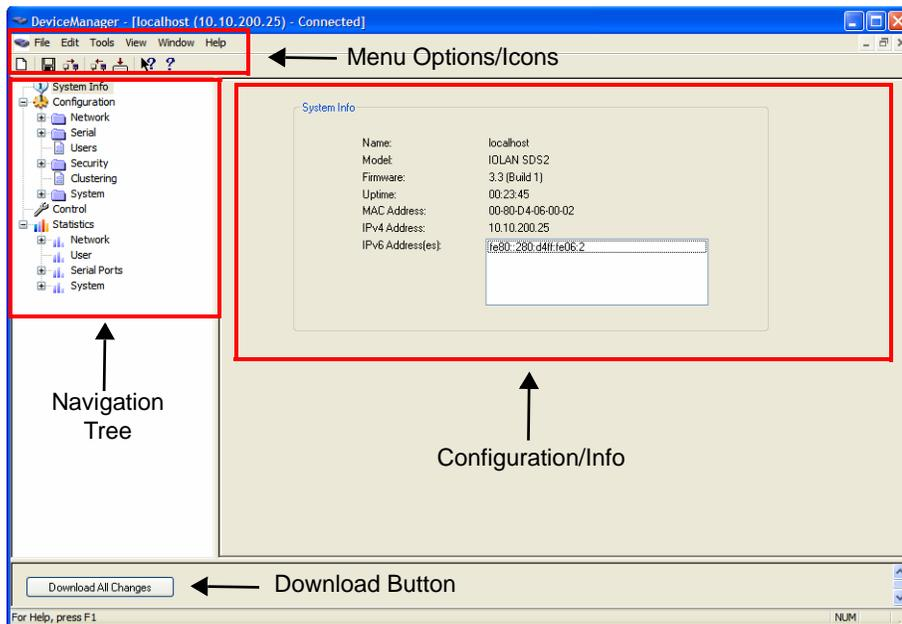 DeviceManager - [localhost (10.10.200.25) - Connected]
File Edit Tools View Window Help
Menu Options/Icons
System Info
Configuration
Network
Serial
Users
Security
Clustering
System
Control
Statistics
Network
User
Serial Ports
System
Navigation
Tree
System Info
Name: localhost
Model: IOLAN SDS2
Firmware: 3.3 (Build 1)
Uptime: 00:23:45
MAC Address: 00-80-D4-06-00-02
IPv4 Address: 10.10.200.25
IPv6 Address(es): fe80::280:d4ff:fe06:2
Configuration/Info
Download All Changes
Download Button
For Help, press F1
NUM